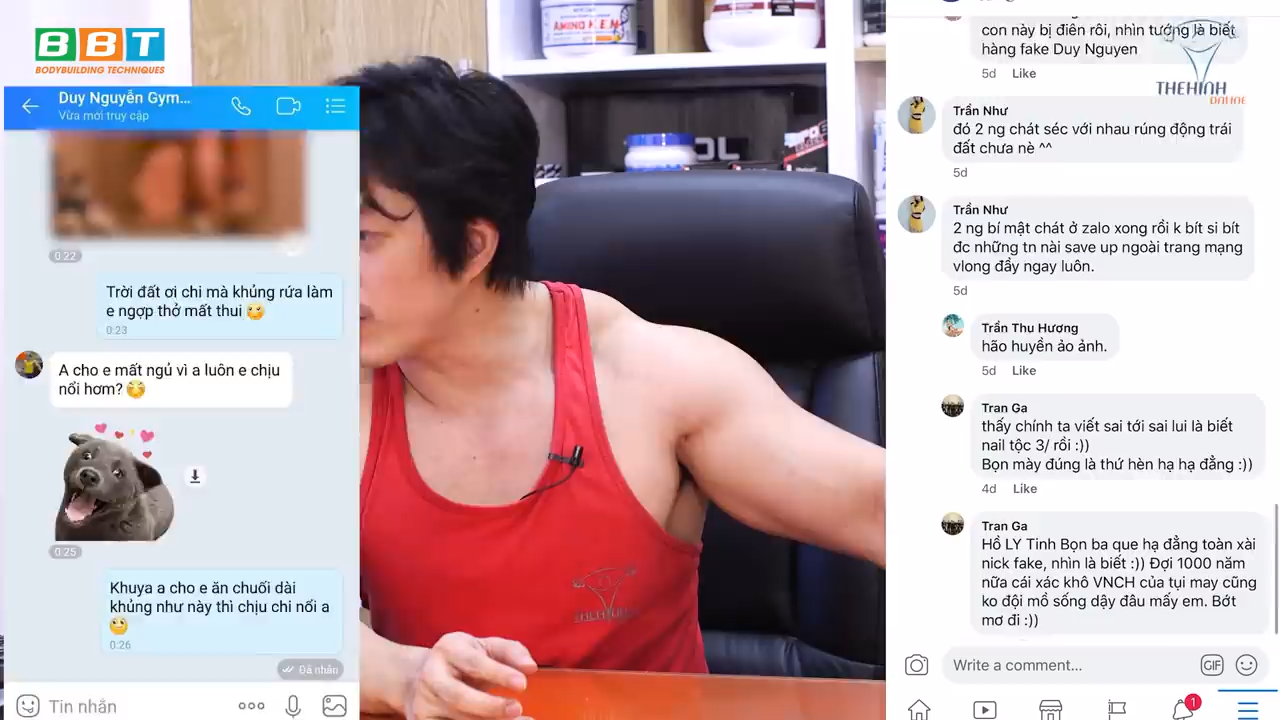 BBT
BODYBUILDING TECHNIQUES
Duy Nguyễn Gym...
Vừa mới truy cập
0:22
Trời đất ơi chi mà khủng rứa làm
e ngợp thở mất thui
0:23
A cho e mất ngủ vì a luôn e chịu
nổi hơm?
0:25
Khuya a cho e ăn chuối dài
khủng như này thì chịu chi nổi a
0:26
Đã nhận
Tin nhắn
AMINO X.E.N
THEHINH
con này bị điên rồi, nhìn tướng là biết
hàng fake Duy Nguyen
5d Like
THEHINH
ONLINE
Trần Như
đó 2 ng chát séc với nhau rúng động trái
đất chưa nè ^^
5d
Trần Như
2 ng bí mật chát ở zalo xong rồi k bít si bít
đc những tn nài save up ngoài trang mạng
vlong đầy ngay luôn.
5d
Trần Thu Hương
hão huyền ảo ảnh.
5d Like
Tran Ga
thấy chính ta viết sai tới sai lui là biết
nail tộc 3/ rồi :))
Bọn mày đúng là thứ hèn hạ hạ đẳng :))
4d Like
Tran Ga
Hồ LY Tinh Bọn ba que hạ đẳng toàn xài
nick fake, nhìn là biết :)) Đợi 1000 năm
nữa cái xác khô VNCH của tụi may cũng
ko đội mồ sống dậy đâu mấy em. Bớt
mơ đi :))
Write a comment...
GIF
1